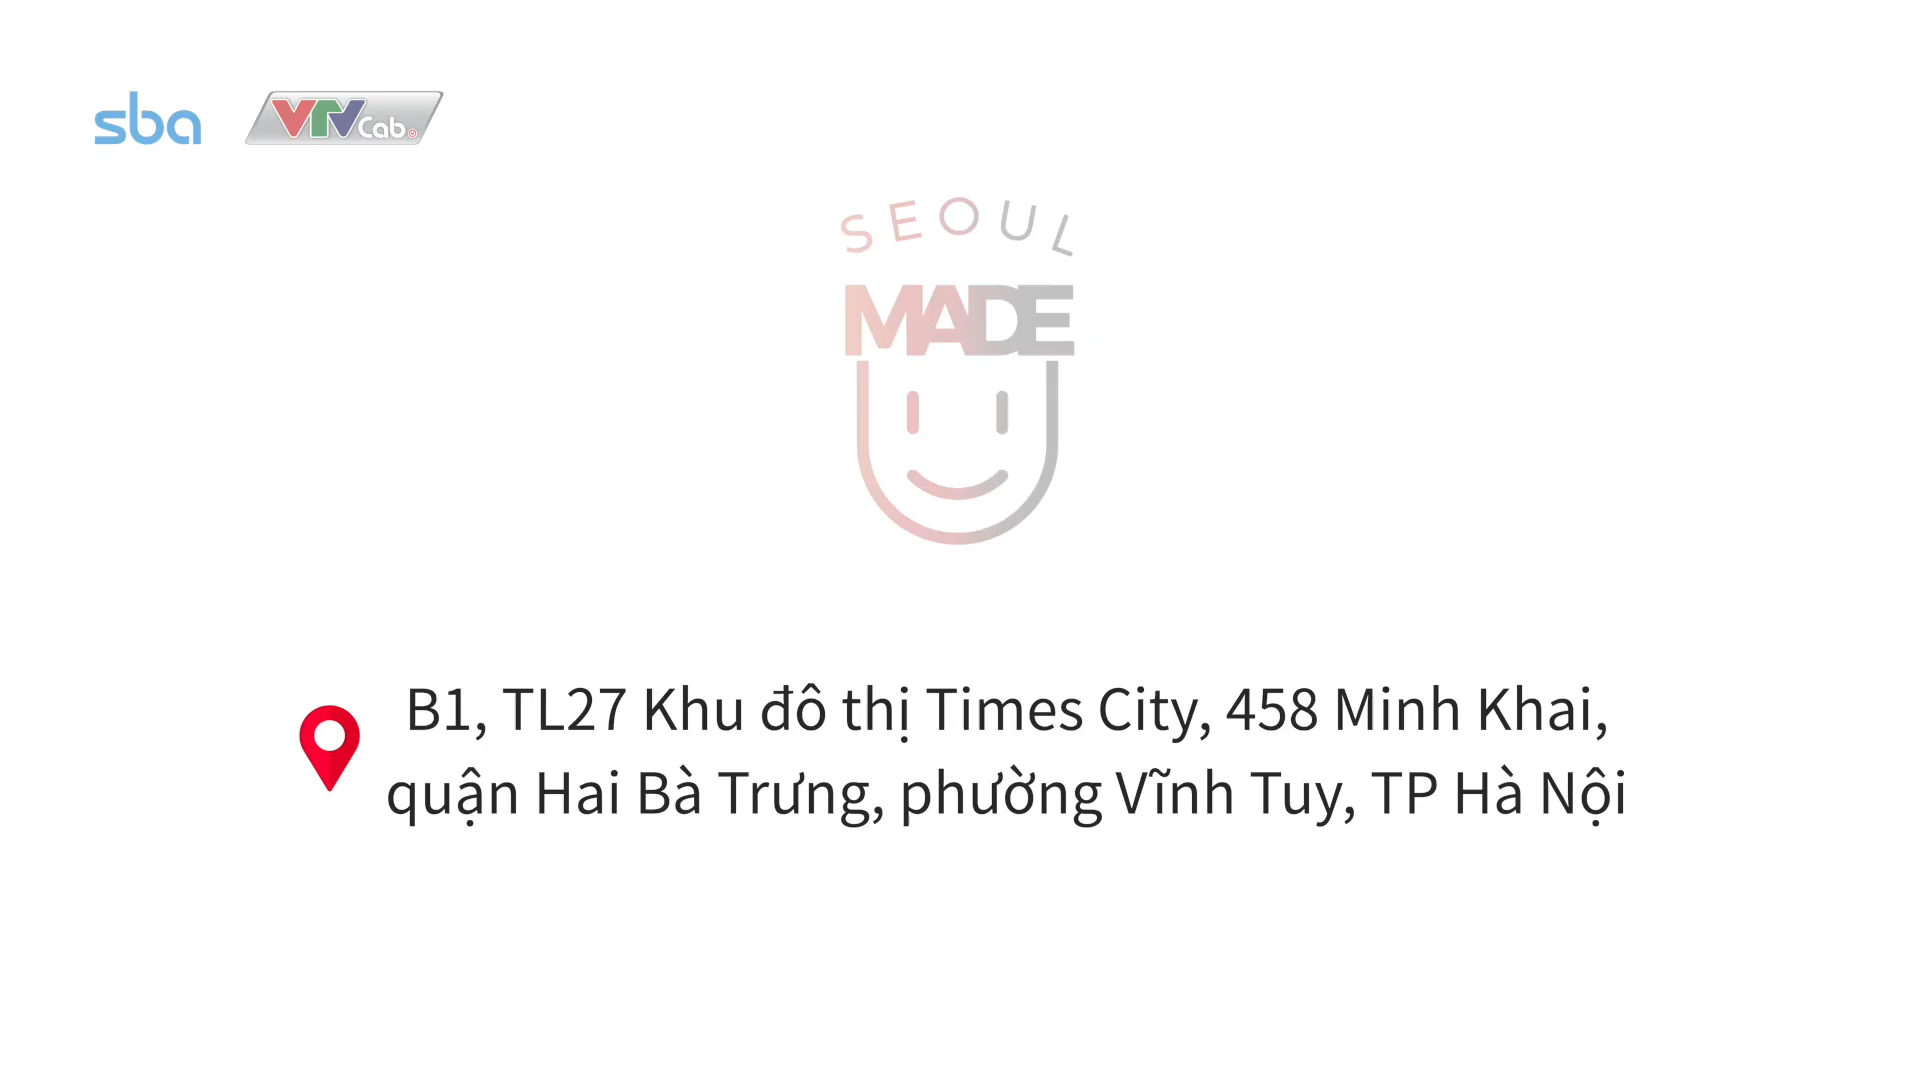 sba VTVCab
SEOUL
MADE
B1, TL27 Khu đô thị Times City, 458 Minh Khai,
quận Hai Bà Trưng, phường Vĩnh Tuy, TP Hà Nội